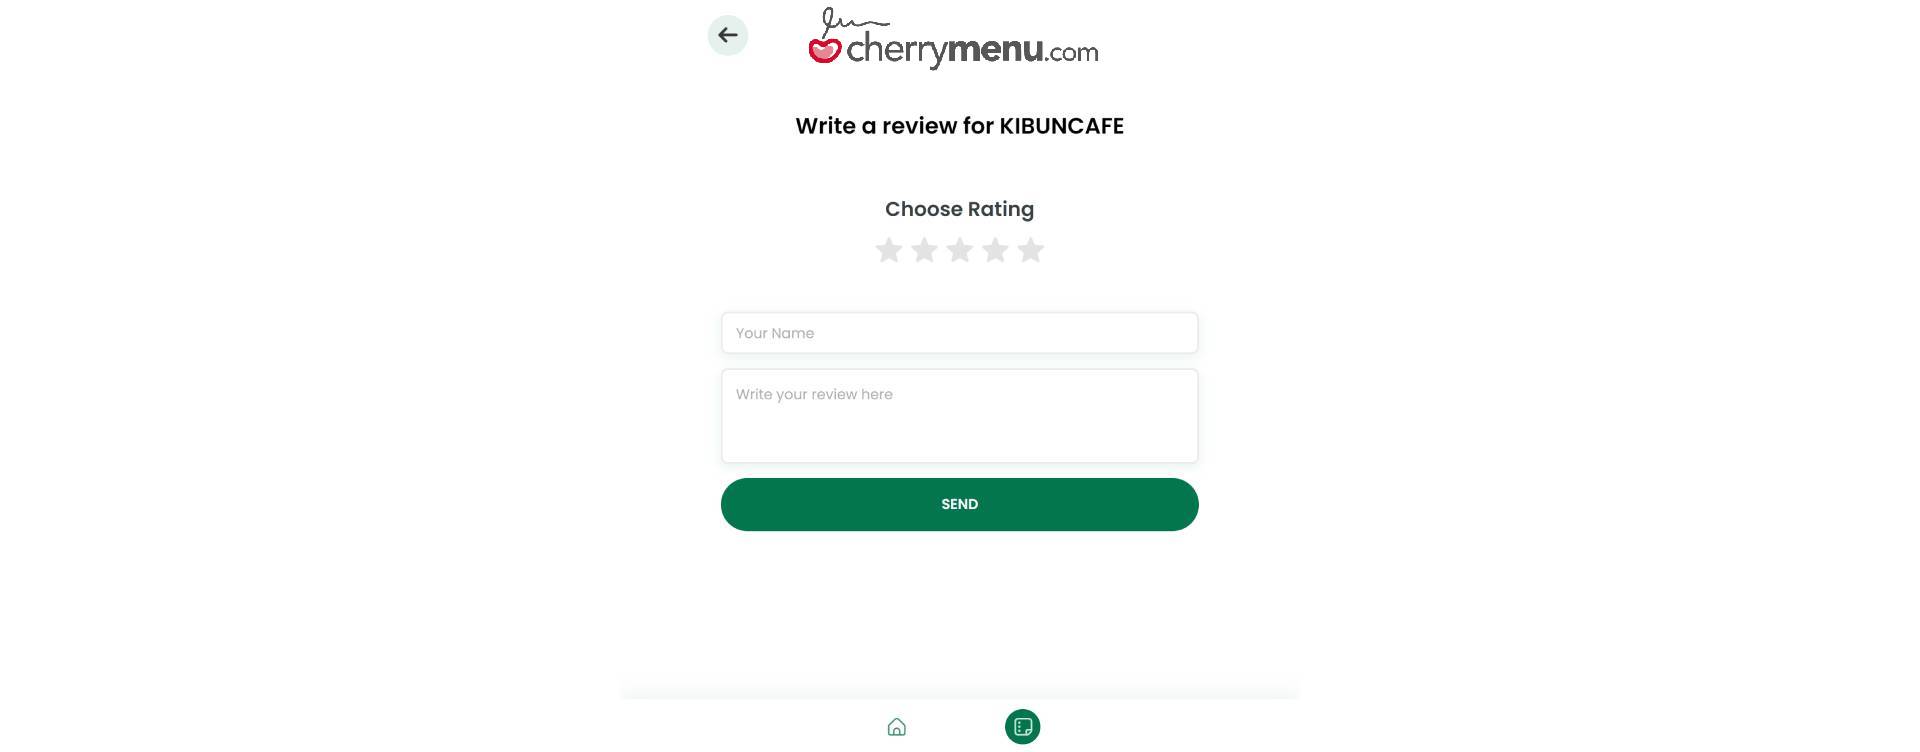 cherrymenu.com
Write a review for KIBUNCAFE
Choose Rating
Your Name
Write your review here
SEND